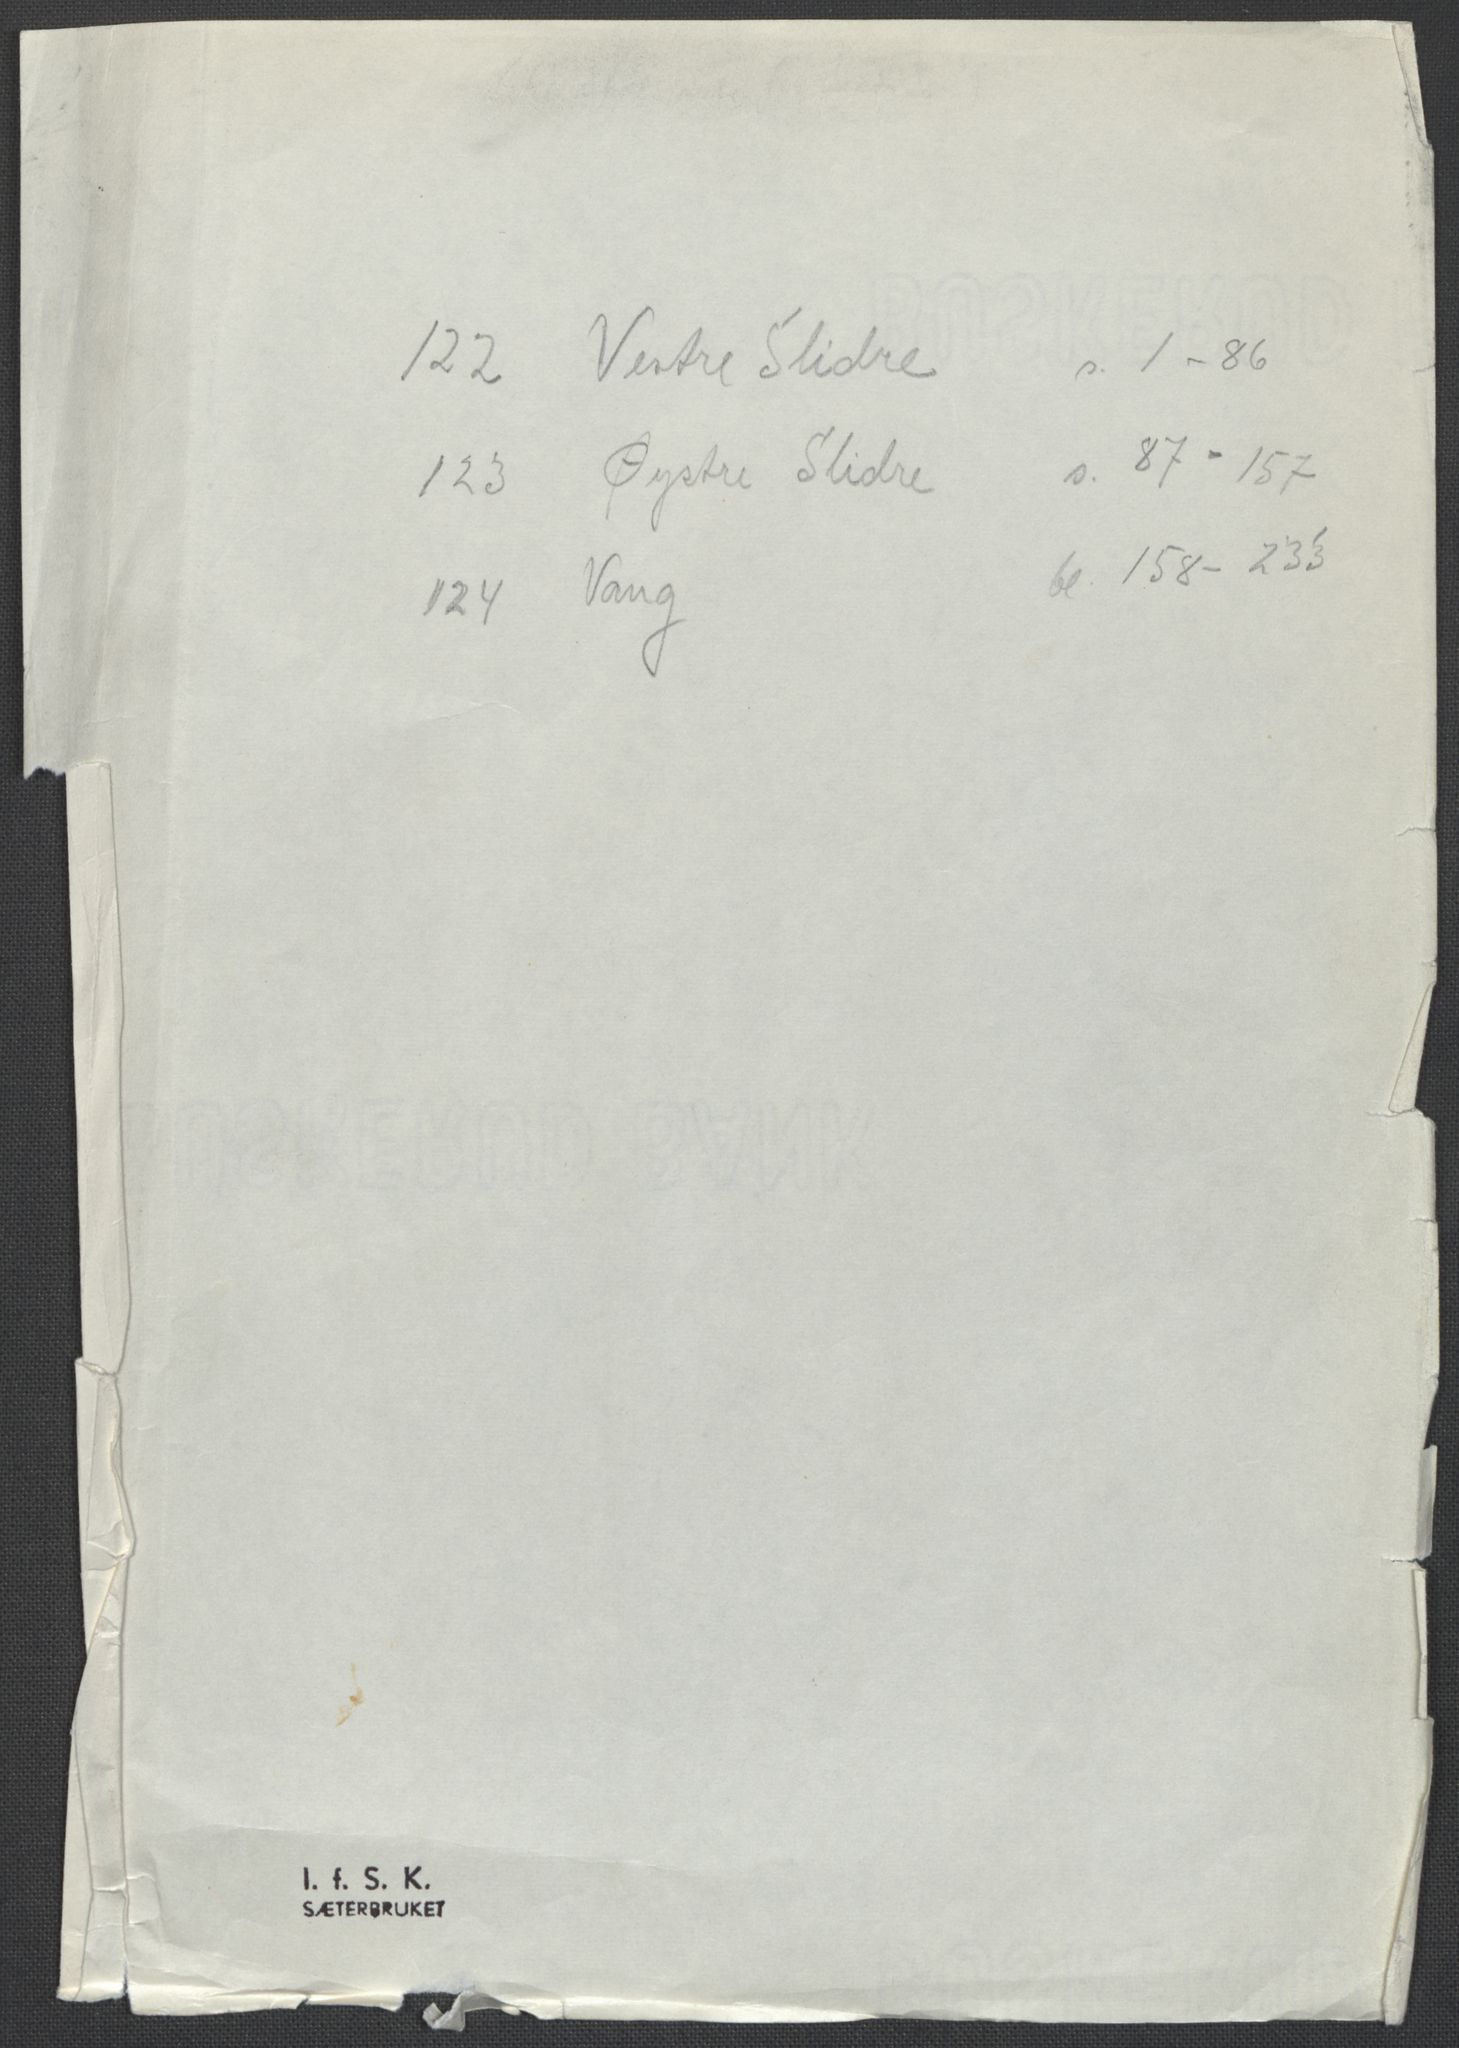 122 Vestre Slidre s. 1 - 86
123 Øystre Slidre s. 87 - 157
124 Vang bl. 158 - 233
I. f. S. K.
SÆTERBRUKET